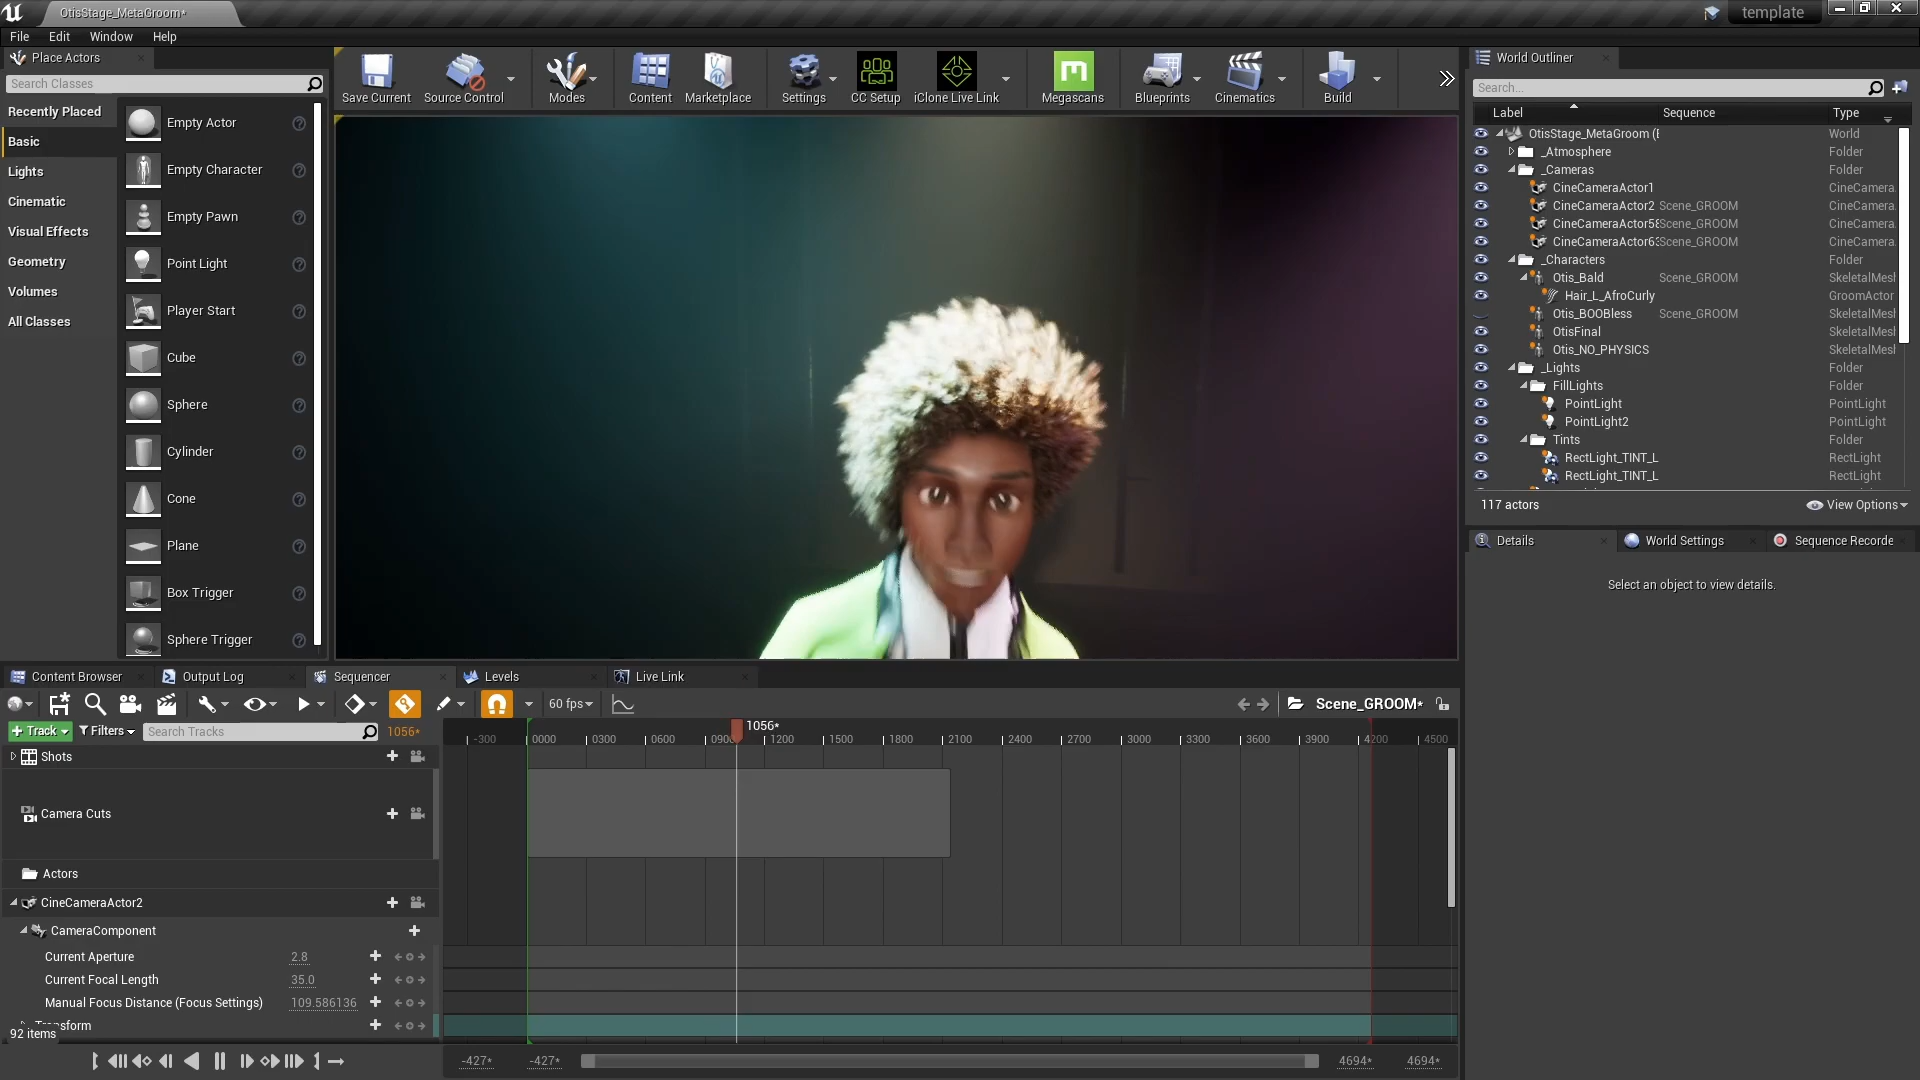 OtisStage_MetaGroom*
template
File Edit Window Help
Place Actors
Search Classes
Recently Placed
Basic
Lights
Cinematic
Visual Effects
Geometry
Volumes
All Classes
Empty Actor
Empty Character
Empty Pawn
Point Light
Player Start
Cube
Sphere
Cylinder
Cone
Plane
Box Trigger
Sphere Trigger
Save Current Source Control Modes Content Marketplace Settings CC Setup iClone Live Link Megascans Blueprints Cinematics Build
World Outliner
Search...
Label Sequence Type
OtisStage_MetaGroom (E World
_Atmosphere Folder
_Cameras Folder
CineCameraActor1 CineCamera
CineCameraActor2 Scene_GROOM CineCamera
CineCameraActor5 Scene_GROOM CineCamera
CineCameraActor6 Scene_GROOM CineCamera
_Characters Folder
Otis_Bald Scene_GROOM SkeletalMesh
Hair_L_AfroCurly GroomActor
Otis_BOOBless Scene_GROOM SkeletalMesh
OtisFinal SkeletalMesh
Otis_NO_PHYSICS SkeletalMesh
_Lights Folder
FillLights Folder
PointLight PointLight
PointLight2 PointLight
Tints Folder
RectLight_TINT_L RectLight
RectLight_TINT_L RectLight
117 actors View Options
Details World Settings Sequence Recorde
Select an object to view details.
Content Browser Output Log Sequencer Levels Live Link
60 fps Scene_GROOM*
+ Track Filters Search Tracks 1056*
1056*
-300 0000 0300 0600 0900 1200 1500 1800 2100 2400 2700 3000 3300 3600 3900 4200 4500
Shots
Camera Cuts
Actors
CineCameraActor2
CameraComponent
Current Aperture 2.8
Current Focal Length 35.0
Manual Focus Distance (Focus Settings) 109.586136
Transform
92 items
-427* -427* 4694* 4694*